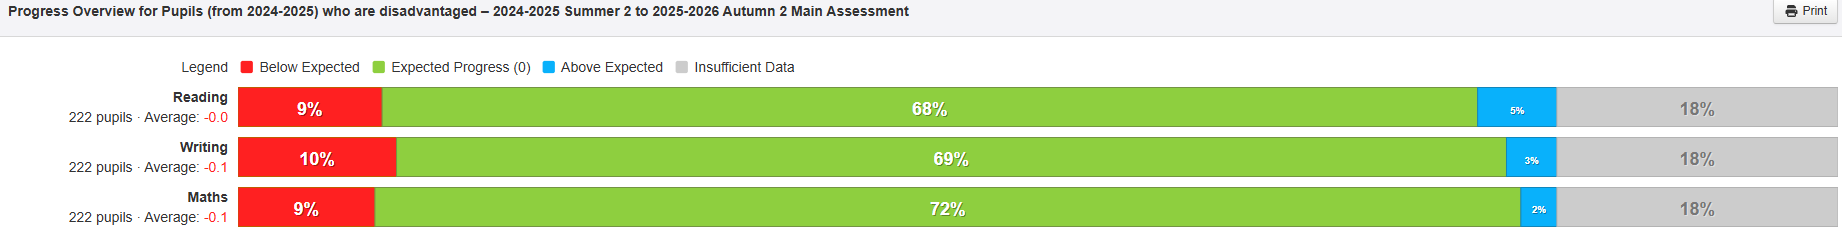 Progress Overview for Pupils (from 2024-2025) who are disadvantaged – 2024-2025 Summer 2 to 2025-2026 Autumn 2 Main Assessment
Print
Legend Below Expected Expected Progress (0) Above Expected Insufficient Data
Reading
222 pupils · Average: -0.0
9% 68% 5% 18%
Writing
222 pupils · Average: -0.1
10% 69% 3% 18%
Maths
222 pupils · Average: -0.1
9% 72% 2% 18%